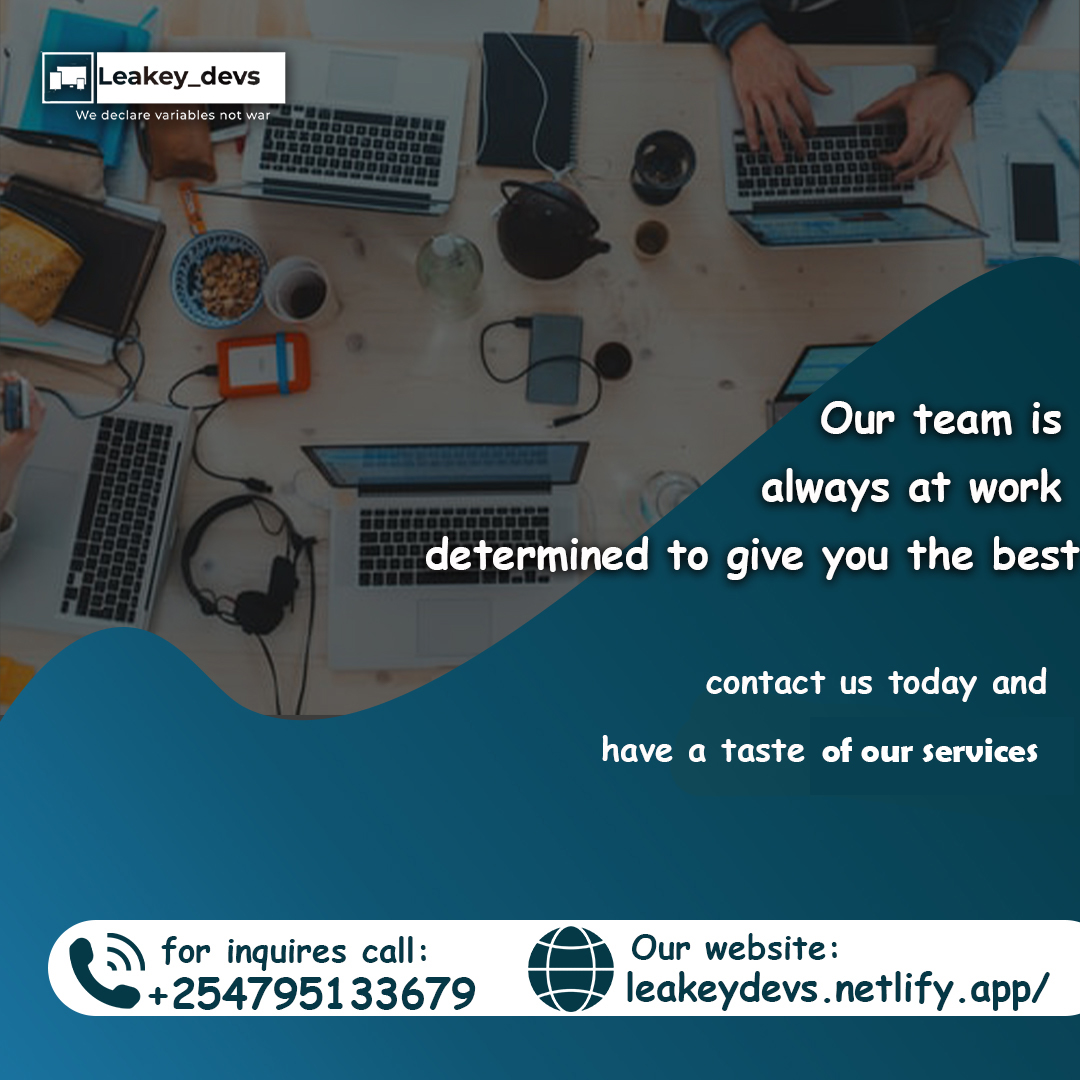 Leakey_devs
We declare variables not war
Our team is
always at work
determined to give you the best
contact us today and
have a taste of our services
for inquires call:
+254795133679
Our website:
leakeydevs.netlify.app/